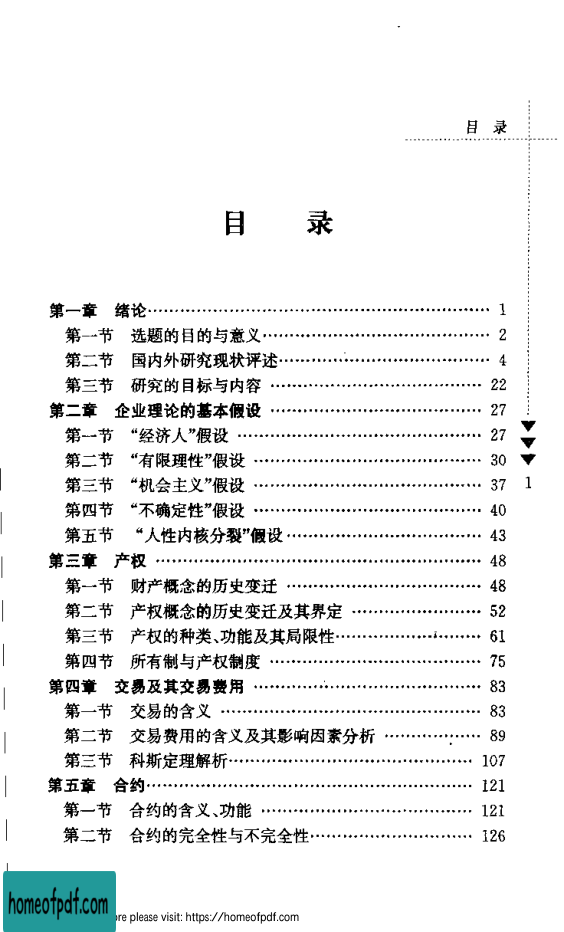 目 录
目 录
第一章 绪论 1
第一节 选题的目的与意义 2
第二节 国内外研究现状评述 4
第三节 研究的目标与内容 22
第二章 企业理论的基本假设 27
第一节 “经济人”假设 27
第二节 “有限理性”假设 30
第三节 “机会主义”假设 37
第四节 “不确定性”假设 40
第五节 “人性内核分裂”假设 43
第三章 产权 48
第一节 财产概念的历史变迁 48
第二节 产权概念的历史变迁及其界定 52
第三节 产权的种类、功能及其局限性 61
第四节 所有制与产权制度 75
第四章 交易及其交易费用 83
第一节 交易的含义 83
第二节 交易费用的含义及其影响因素分析 89
第三节 科斯定理解析 107
第五章 合约 121
第一节 合约的含义、功能 121
第二节 合约的完全性与不完全性 126
1
homeofpdf.com
re please visit: https://homeofpdf.com